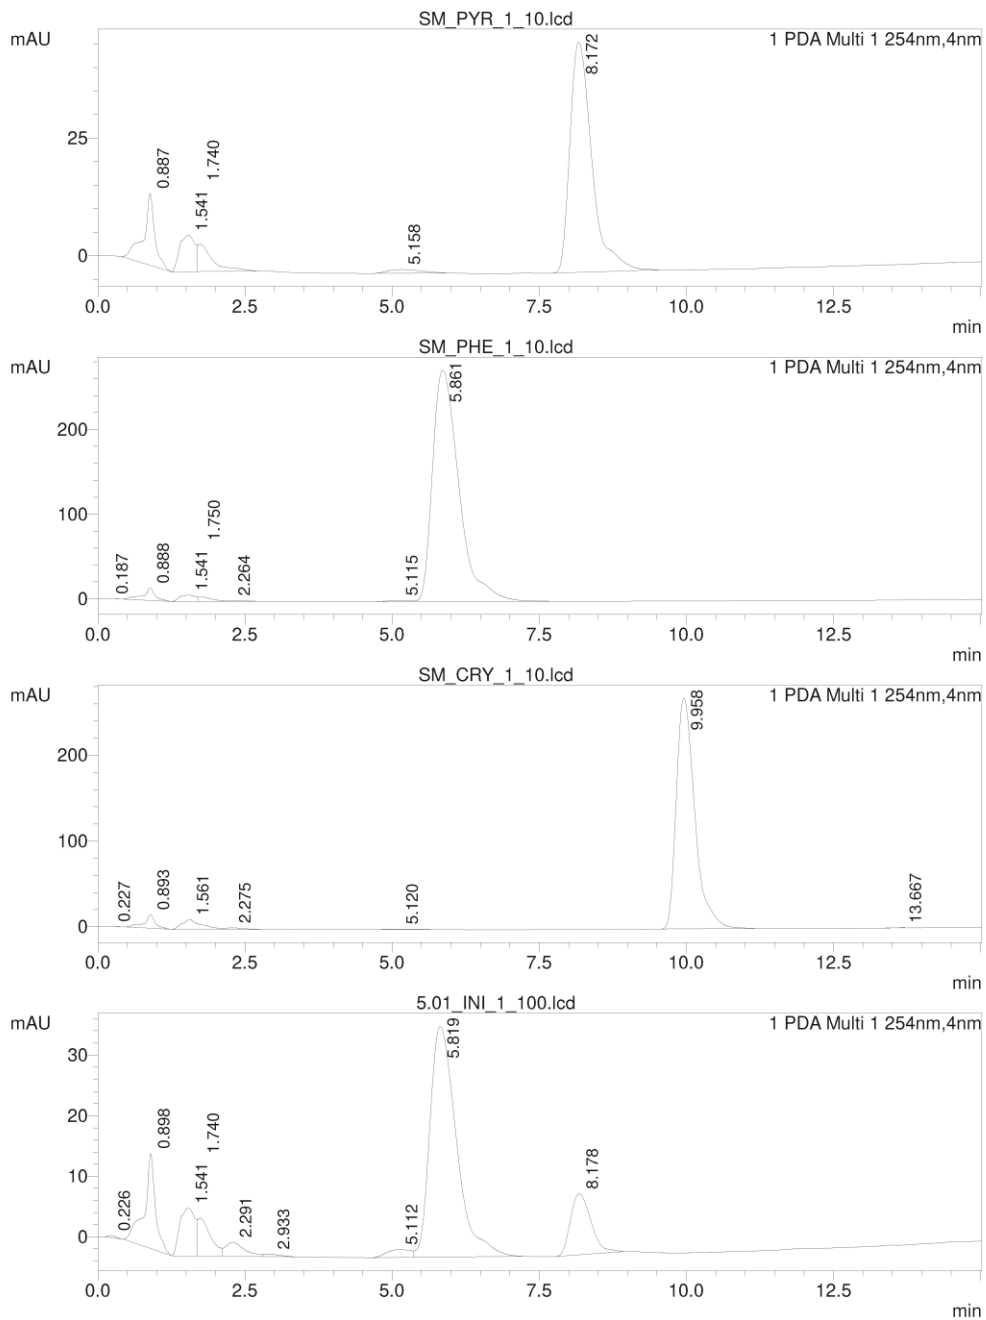 SM_PYR_1_10.lcd
mAU
1 PDA Multi 1 254nm,4nm
8.172
0.887
1.740
1.541
5.158
25
0
0.0 2.5 5.0 7.5 10.0 12.5
min
SM_PHE_1_10.lcd
mAU
1 PDA Multi 1 254nm,4nm
5.861
200
100
0
0.187
0.888
1.541
1.750
2.264
5.115
0.0 2.5 5.0 7.5 10.0 12.5
min
SM_CRY_1_10.lcd
mAU
1 PDA Multi 1 254nm,4nm
9.958
200
100
0
0.227
0.893
1.561
2.275
5.120
13.667
0.0 2.5 5.0 7.5 10.0 12.5
min
5.01_INI_1_100.lcd
mAU
1 PDA Multi 1 254nm,4nm
5.819
30
20
10
0
0.226
0.898
1.541
1.740
2.291
2.933
5.112
8.178
0.0 2.5 5.0 7.5 10.0 12.5
min